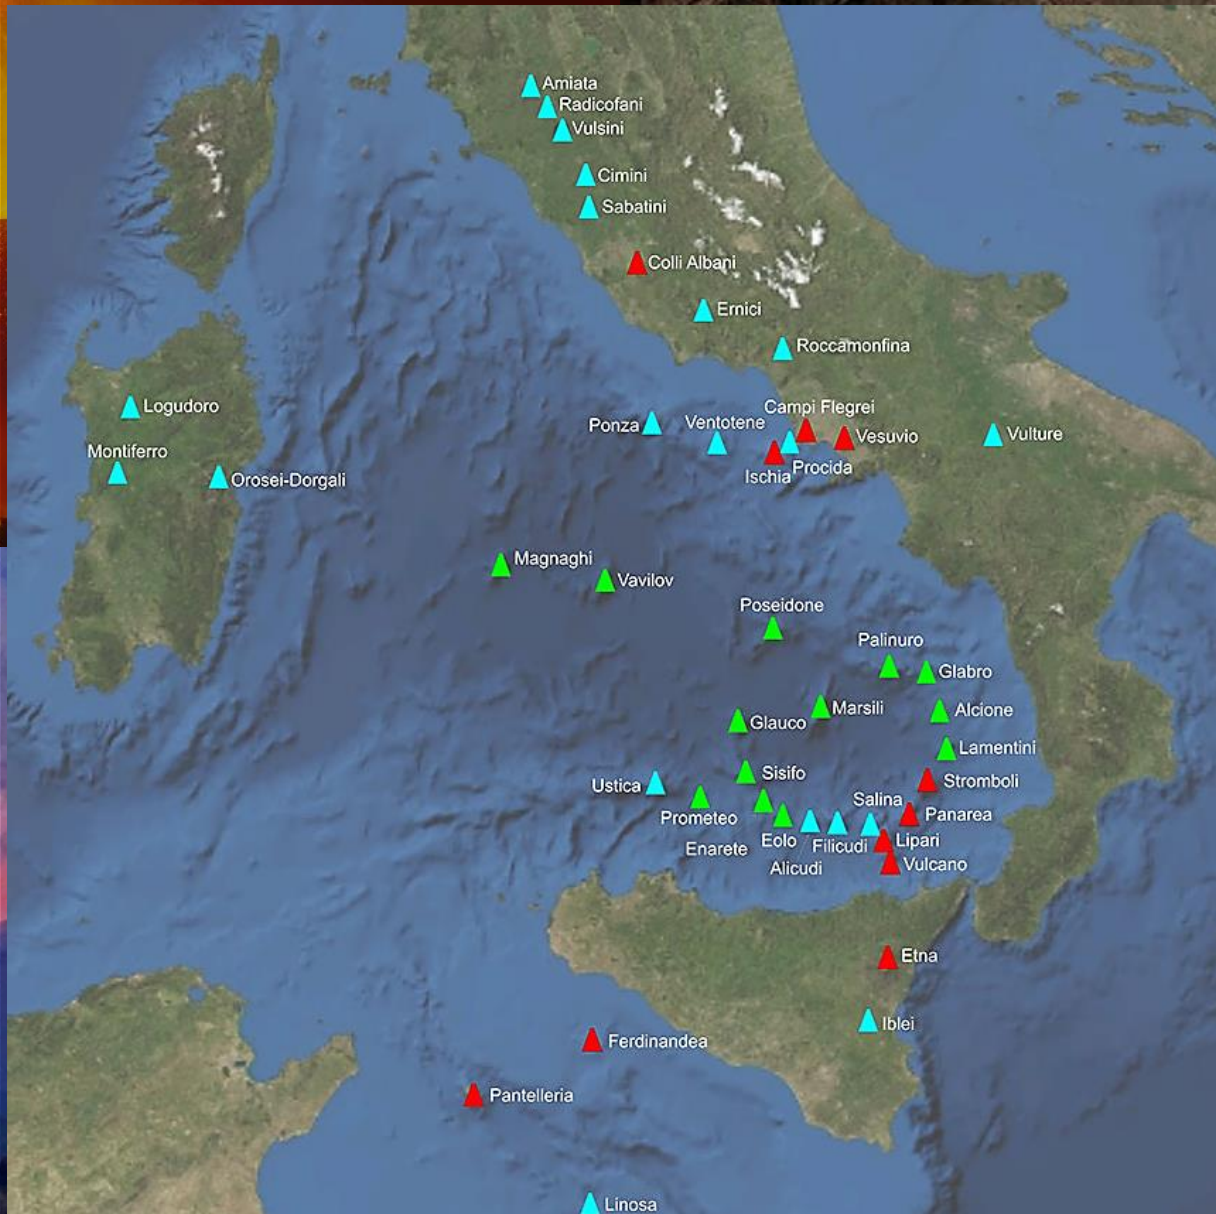 Amiata
Radicofani
Vulsini
Cimini
Sabatini
Colli Albani
Ernici
Roccamonfina
Logudoro
Campi Flegrei
Ponza
Ventotene
Vesuvio
Vulture
Montiferro
Procida
Ischia
Orosei-Dorgali
Magnaghi
Vavilov
Poseidone
Palinuro
Glabro
Marsili
Alcione
Glauco
Lamentini
Sisifo
Stromboli
Ustica
Salina
Panarea
Prometeo
Eolo
Filicudi
Lipari
Enarete
Alicudi
Vulcano
Etna
Iblei
Ferdinandea
Pantelleria
Linosa